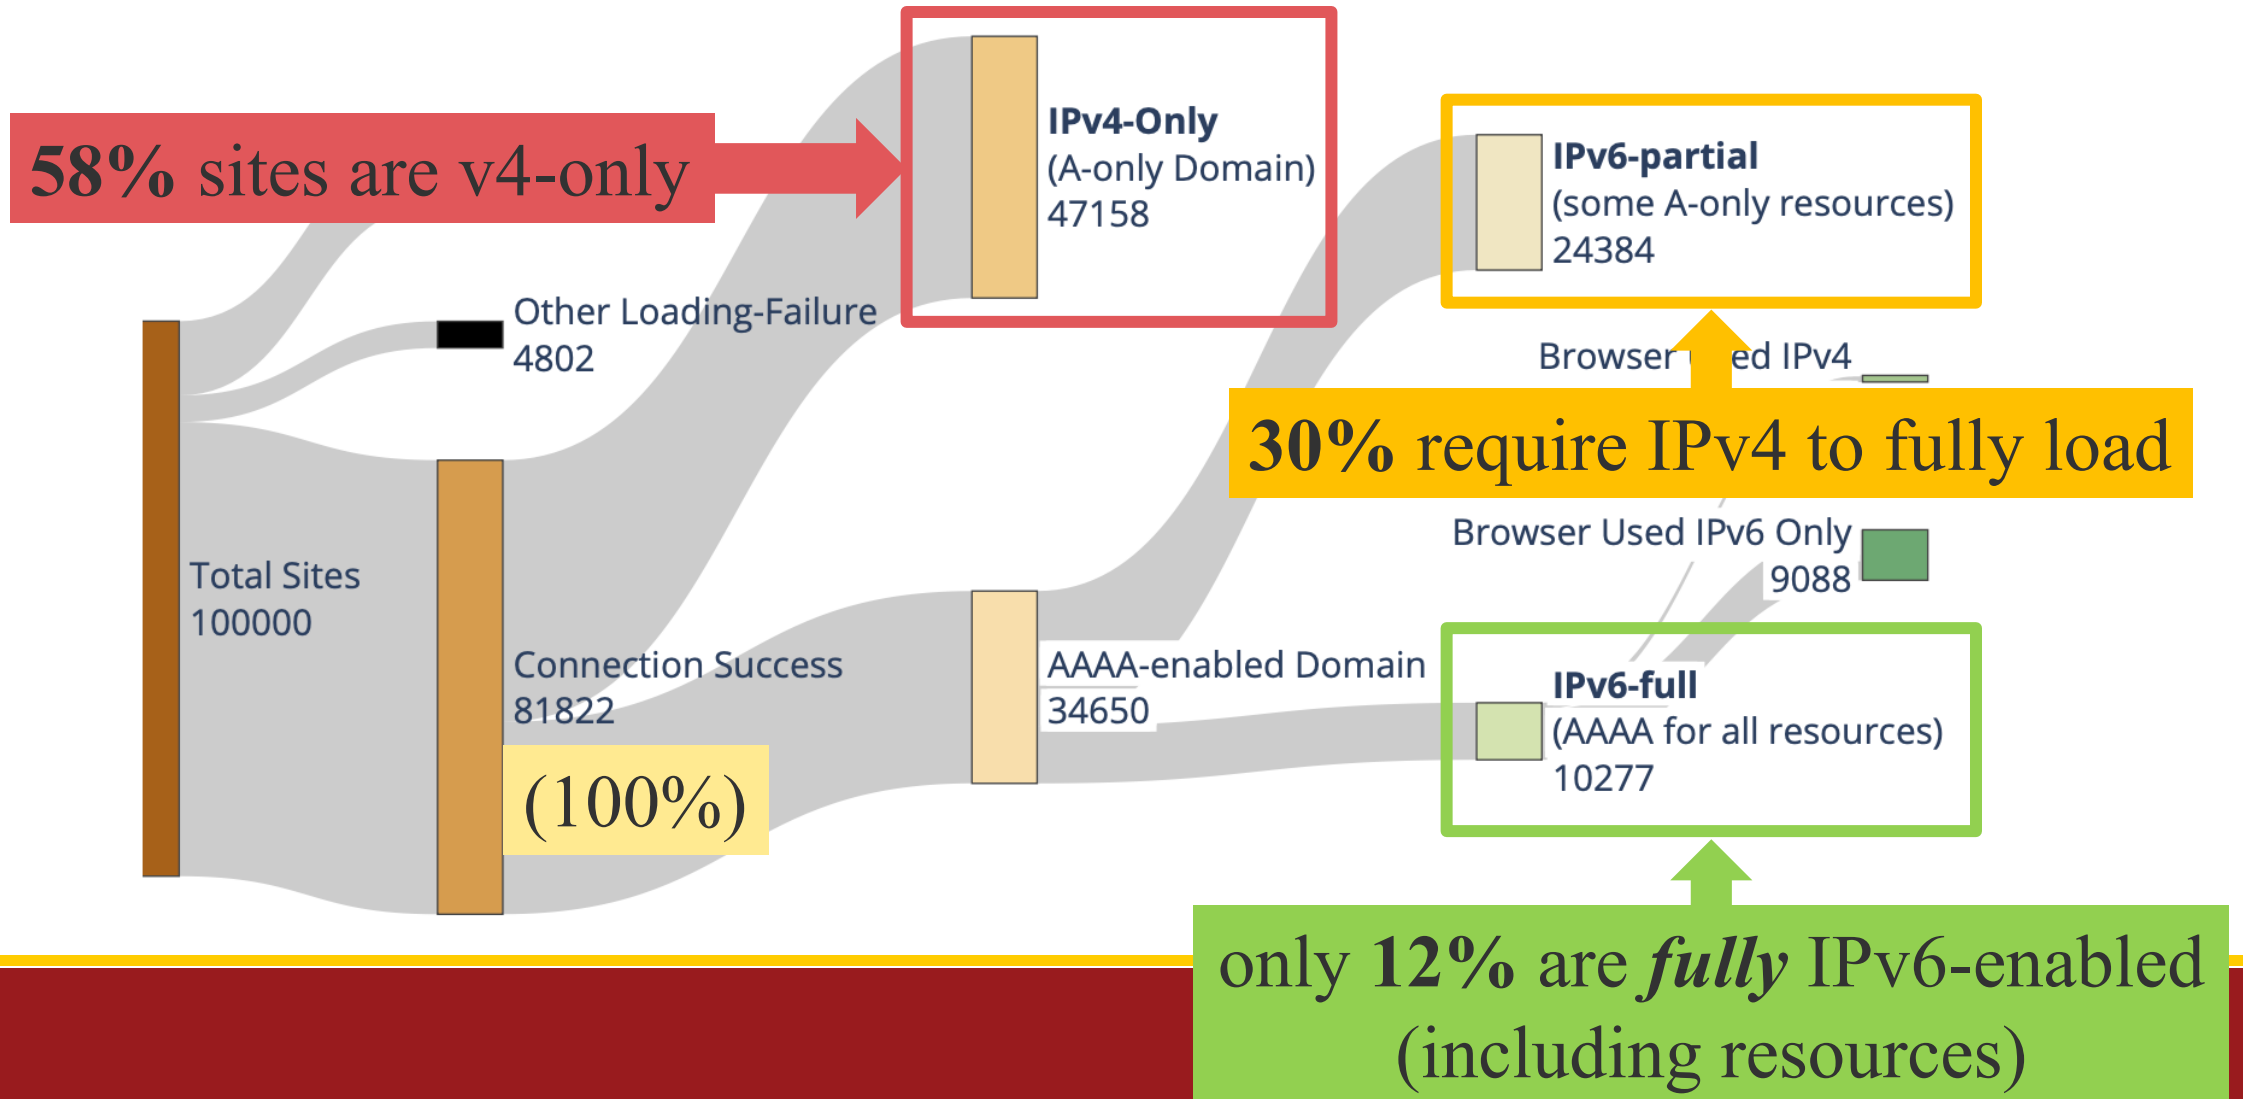 58% sites are v4-only
IPv4-Only
(A-only Domain)
47158
IPv6-partial
(some A-only resources)
24384
Other Loading-Failure
4802
Browser ed IPv4
30% require IPv4 to fully load
Browser Used IPv6 Only
9088
Total Sites
100000
Connection Success
81822
(100%)
AAAA-enabled Domain
34650
IPv6-full
(AAAA for all resources)
10277
only 12% are fully IPv6-enabled
(including resources)